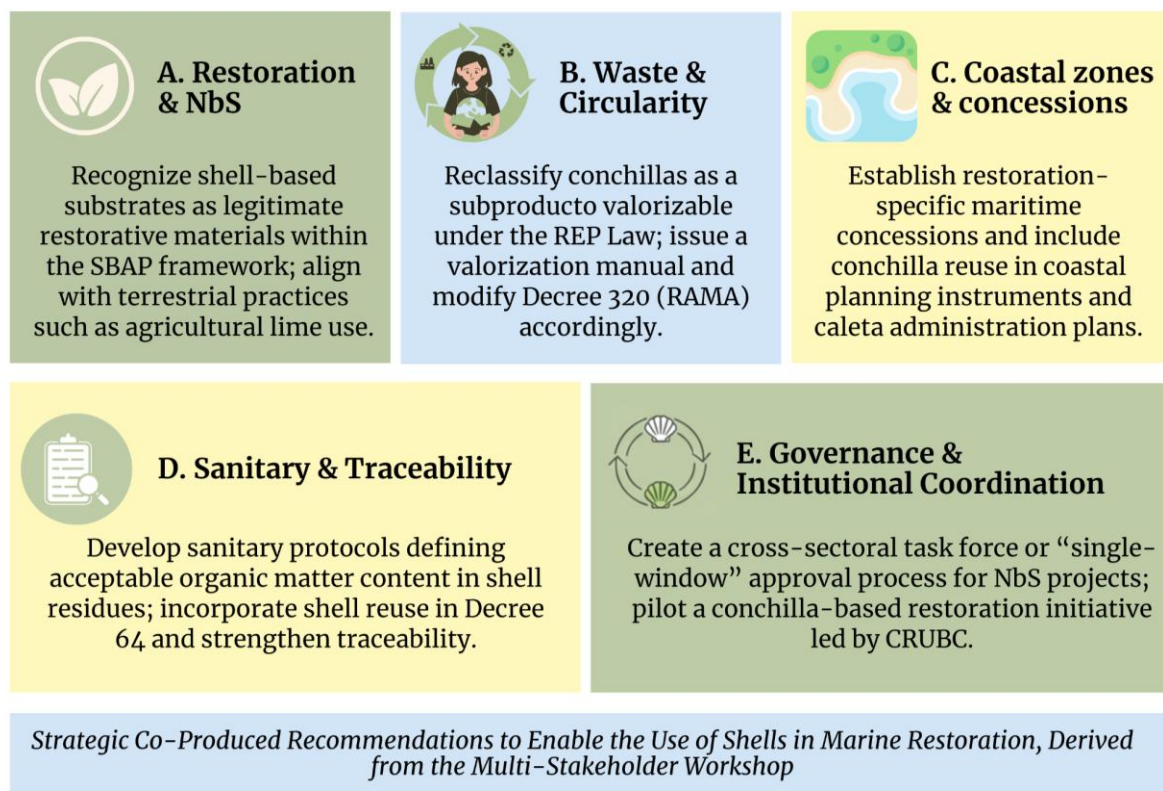 A. Restoration
& NbS
Recognize shell-based
substrates as legitimate
restorative materials within
the SBAP framework; align
with terrestrial practices
such as agricultural lime use.
B. Waste &
Circularity
Reclassify conchillas as a
subproducto valorizable
under the REP Law; issue a
valorization manual and
modify Decree 320 (RAMA)
accordingly.
C. Coastal zones
& concessions
Establish restoration-
specific maritime
concessions and include
conchilla reuse in coastal
planning instruments and
caleta administration plans.
D. Sanitary & Traceability
Develop sanitary protocols defining
acceptable organic matter content in shell
residues; incorporate shell reuse in Decree
64 and strengthen traceability.
E. Governance &
Institutional Coordination
Create a cross-sectoral task force or “single-
window” approval process for NbS projects;
pilot a conchilla-based restoration initiative
led by CRUBC.
Strategic Co-Produced Recommendations to Enable the Use of Shells in Marine Restoration, Derived
from the Multi-Stakeholder Workshop